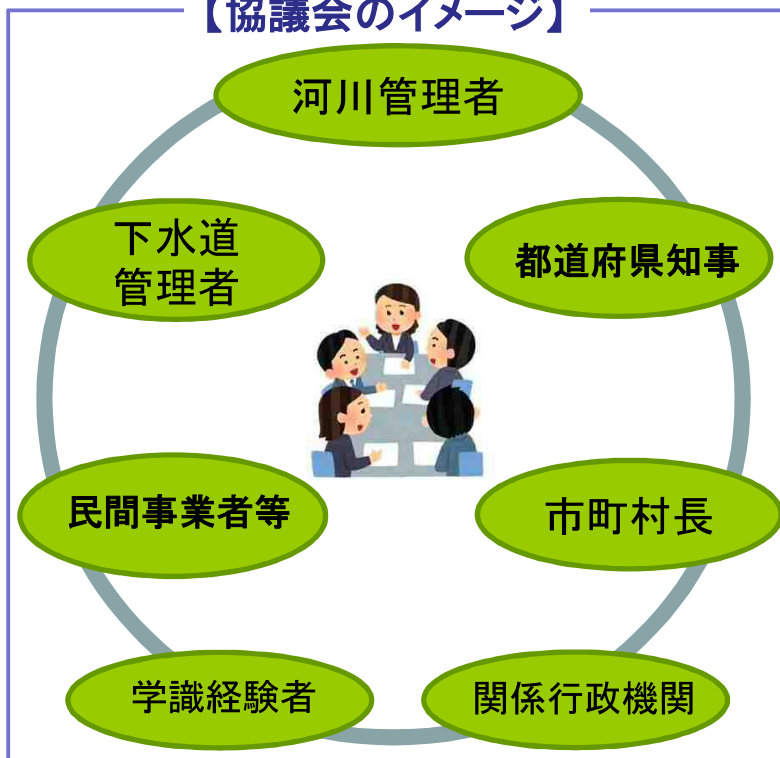 【協議会のイメージ】
河川管理者
下水道
管理者
都道府県知事
民間事業者等
市町村長
学識経験者
関係行政機関